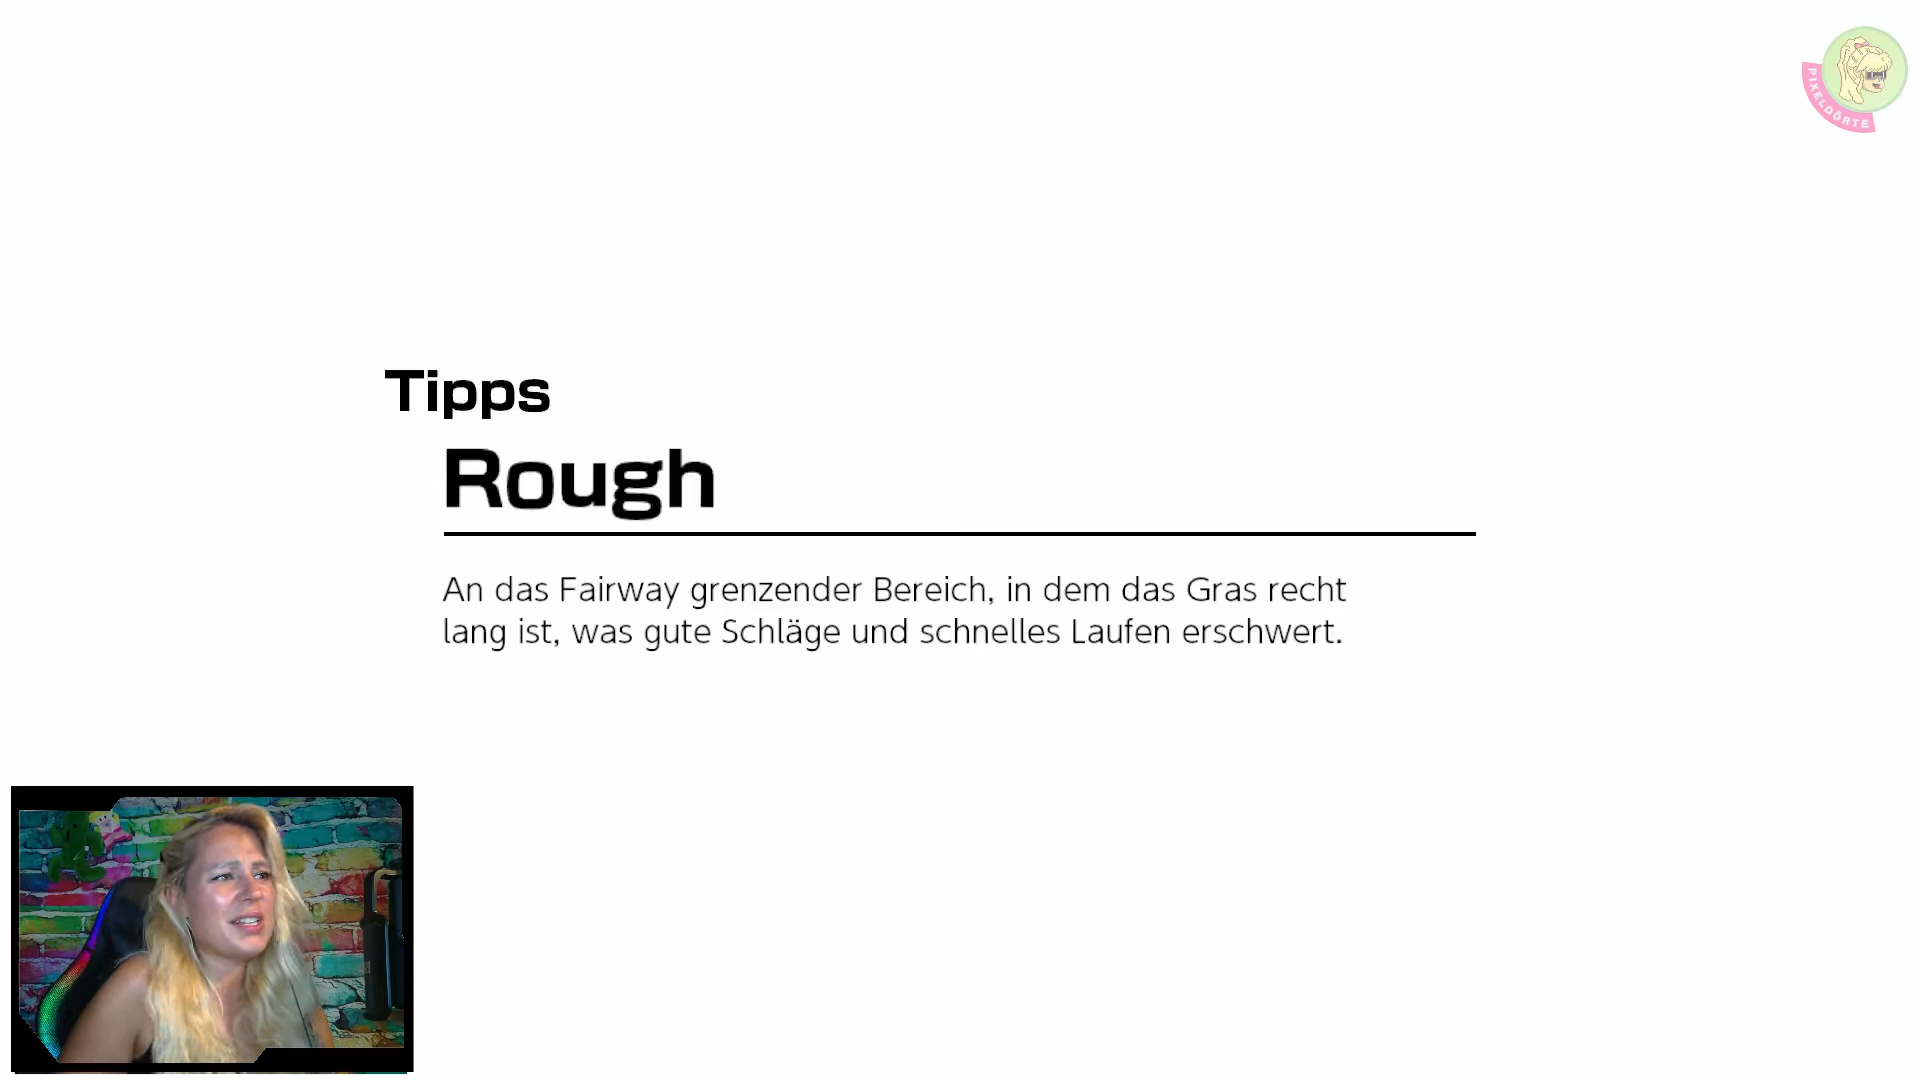 PIXELDÖRTE
Tipps
Rough
An das Fairway grenzender Bereich, in dem das Gras recht
lang ist, was gute Schläge und schnelles Laufen erschwert.